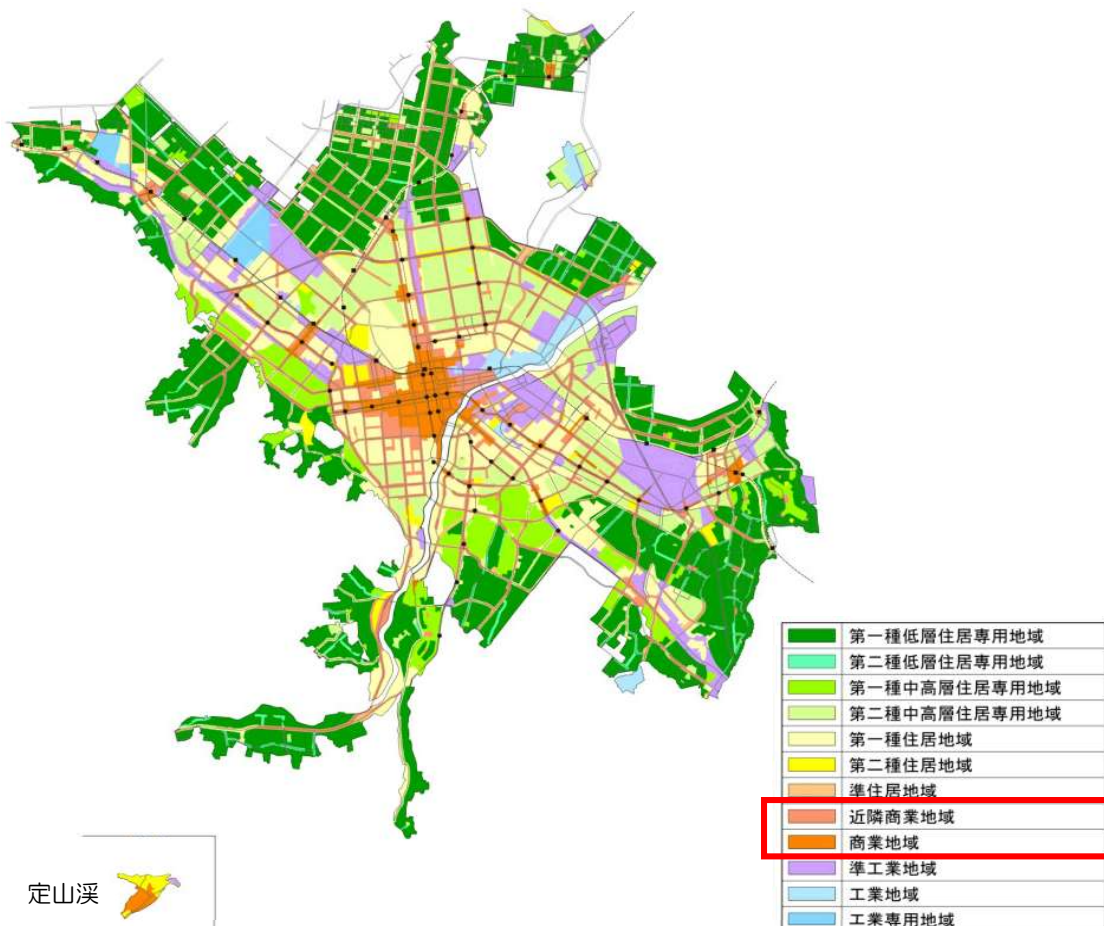 第一種低層住居専用地域
第二種低層住居専用地域
第一種中高層住居専用地域
第二種中高層住居専用地域
第一種住居地域
第二種住居地域
準住居地域
近隣商業地域
商業地域
準工業地域
工業地域
工業専用地域
定山渓